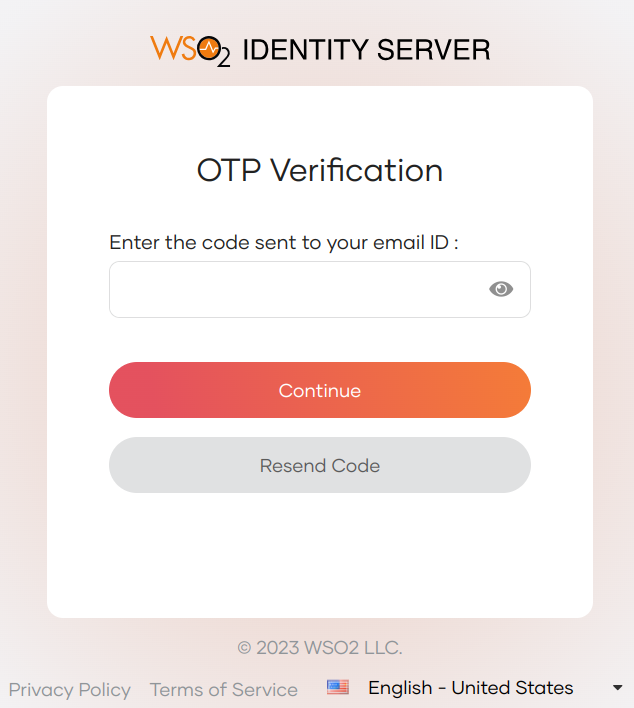 WSO2 IDENTITY SERVER
OTP Verification
Enter the code sent to your email ID :
Continue
Resend Code
© 2023 WSO2 LLC.
Privacy Policy Terms of Service English - United States